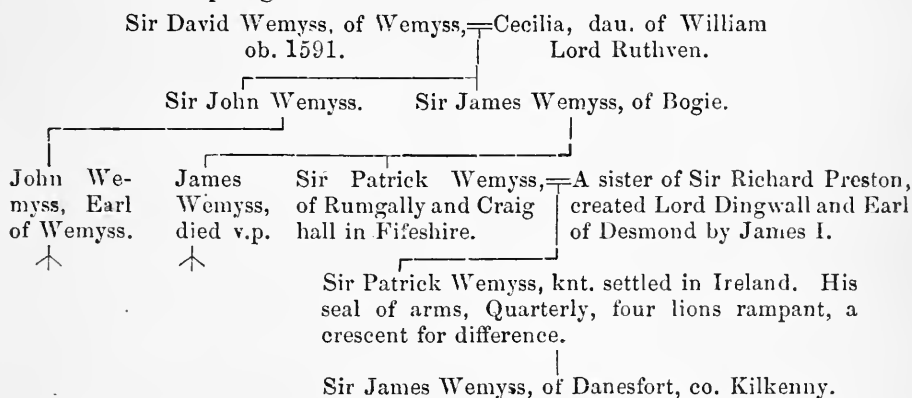 Sir David Wemyss, of Wemyss,=Cecilia, dau. of William
ob. 1591. Lord Ruthven.
Sir John Wemyss. Sir James Wemyss, of Bogie.
John We-
myss, Earl
of Wemyss.
James
Wemyss,
died v.p.
Sir Patrick Wemyss,
of Rumgally and Craig
hall in Fifeshire.
=A sister of Sir Richard Preston,
created Lord Dingwall and Earl
of Desmond by James I.
Sir Patrick Wemyss, knt. settled in Ireland. His
seal of arms, Quarterly, four lions rampant, a
crescent for difference.
Sir James Wemyss, of Danesfort, co. Kilkenny.